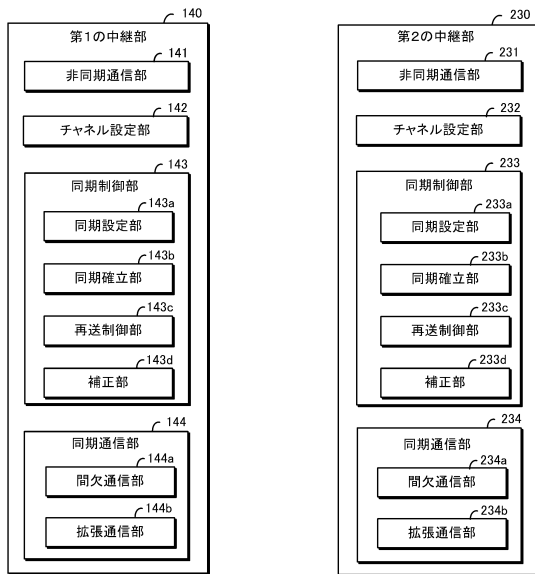 140
第1の中継部
141
非同期通信部
142
チャネル設定部
143
同期制御部
143a
同期設定部
143b
同期確立部
143c
再送制御部
143d
補正部
144
同期通信部
144a
間欠通信部
144b
拡張通信部
230
第2の中継部
231
非同期通信部
232
チャネル設定部
233
同期制御部
233a
同期設定部
233b
同期確立部
233c
再送制御部
233d
補正部
234
同期通信部
234a
間欠通信部
234b
拡張通信部